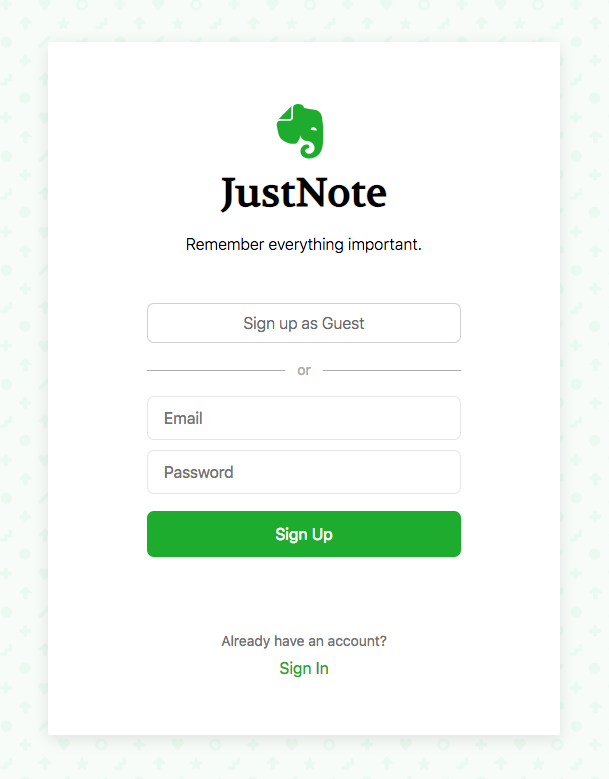 JustNote
Remember everything important.
Sign up as Guest
or
Email
Password
Sign Up
Already have an account?
Sign In